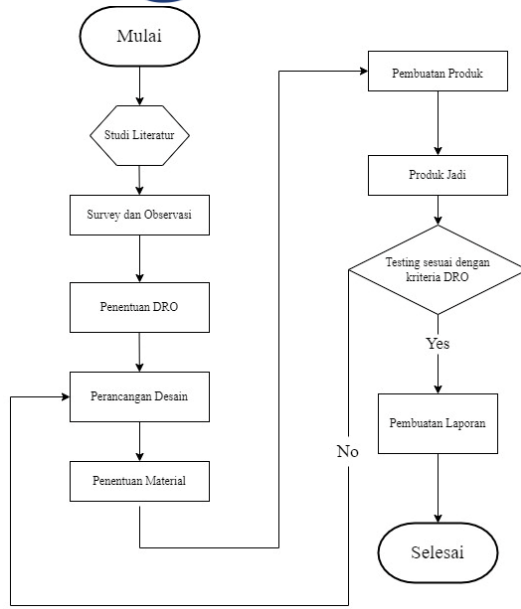 Mulai
Studi Literatur
Survey dan Observasi
Penentuan DRO
Perancangan Desain
Penentuan Material
Pembuatan Produk
Produk Jadi
Testing sesuai dengan
kriteria DRO
Yes
No
Pembuatan Laporan
Selesai